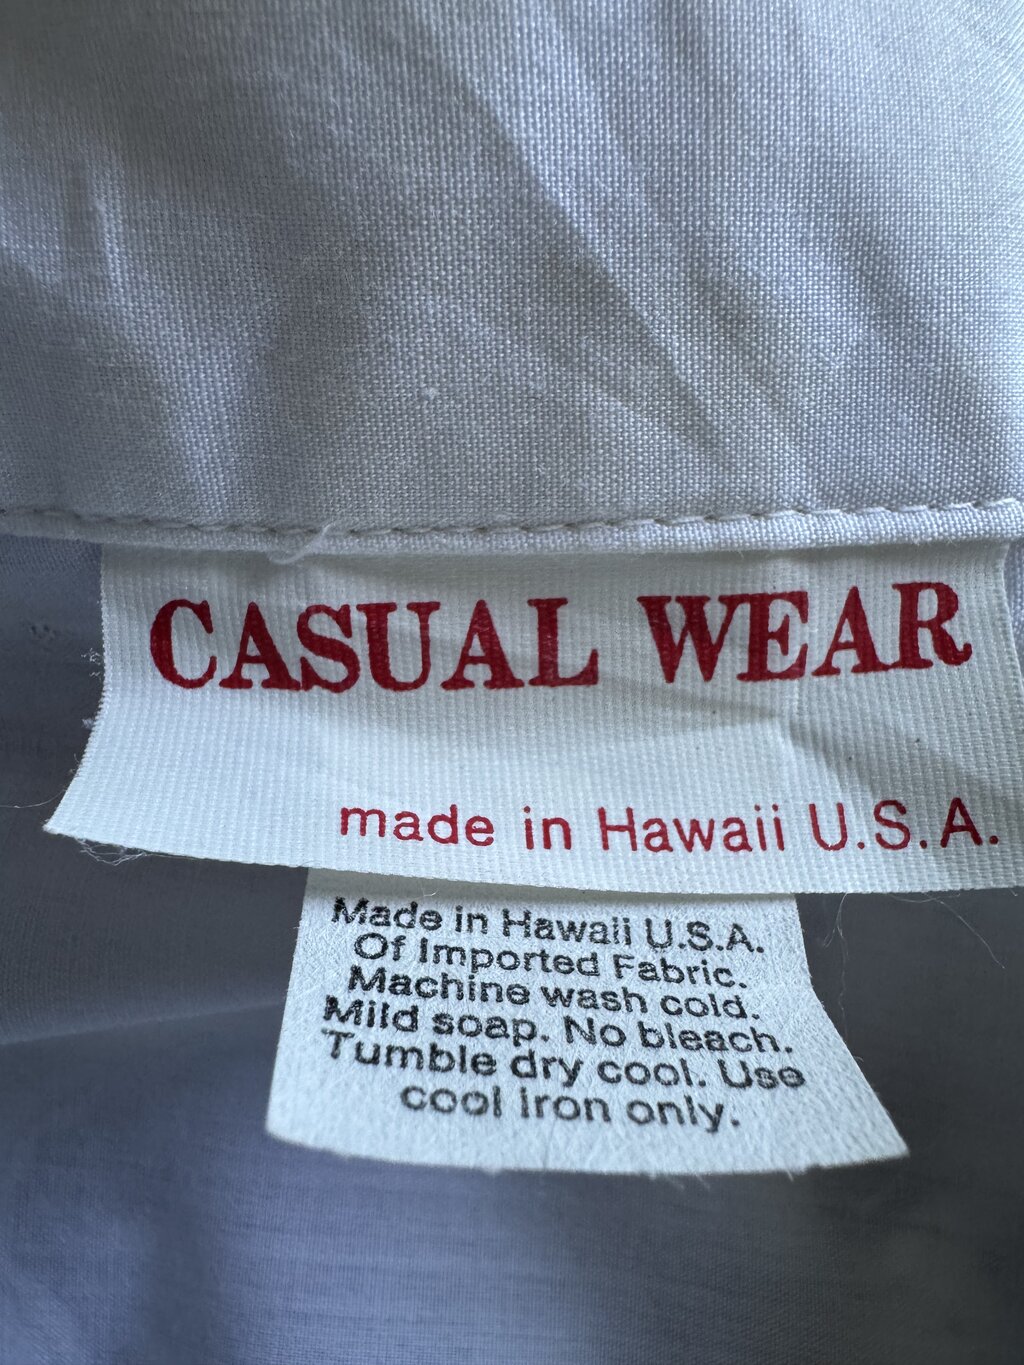 CASUAL WEAR
made in Hawaii U.S.A.
Made in Hawaii U.S.A.
Of Imported Fabric.
Machine wash cold.
Mild soap. No bleach.
Tumble dry cool. Use
cool iron only.